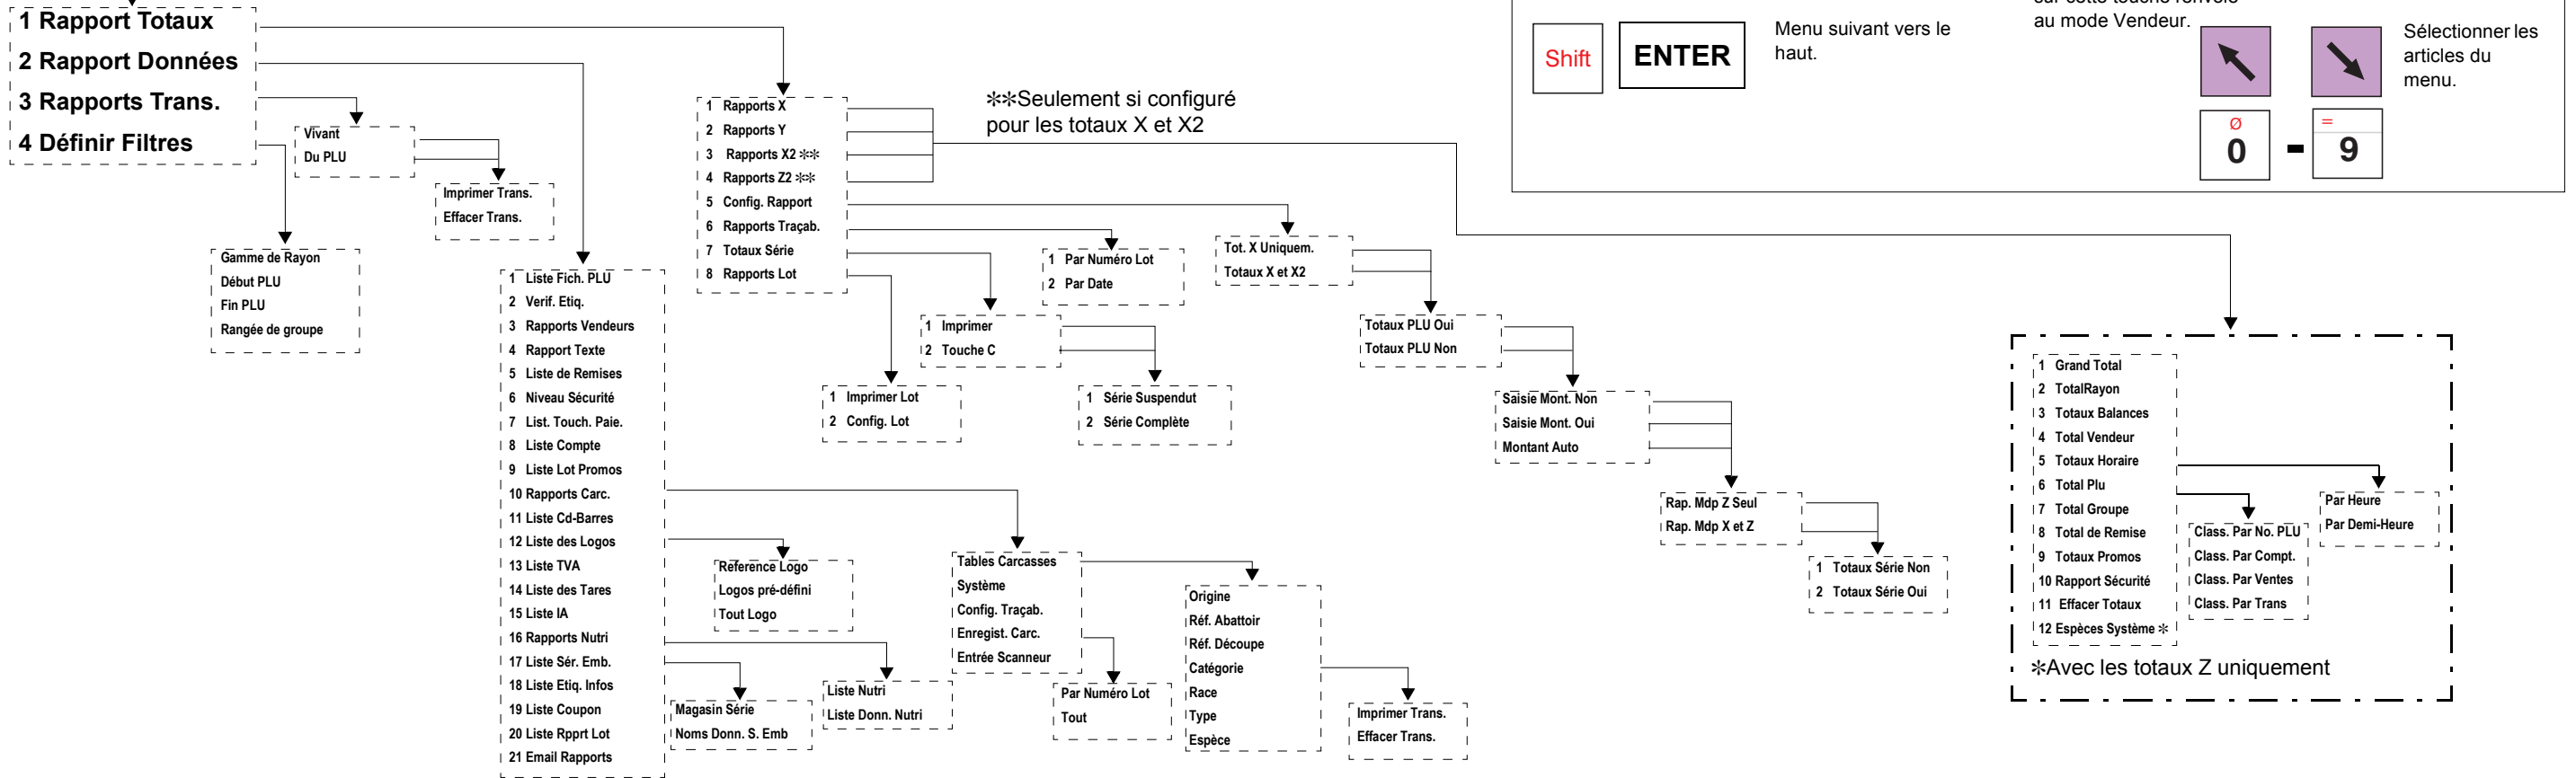 1 Rapport Totaux
2 Rapport Données
3 Rapports Trans.
4 Définir Filtres
Vivant
Du PLU
Imprimer Trans.
Effacer Trans.
Gamme de Rayon
Début PLU
Fin PLU
Rangée de groupe
1 Liste Fich. PLU
2 Verif. Etiq.
3 Rapports Vendeurs
4 Rapport Texte
5 Liste de Remises
6 Niveau Sécurité
7 List. Touch. Paie.
8 Liste Compte
9 Liste Lot Promos
10 Rapports Carc.
11 Liste Cd-Barres
12 Liste des Logos
13 Liste TVA
14 Liste des Tares
15 Liste IA
16 Rapports Nutri
17 Liste Sér. Emb.
18 Liste Etiq. Infos
19 Liste Coupon
20 Liste Rpprt Lot
21 Email Rapports
Reference Logo
Logos pré-défini
Tout Logo
Magasin Série
Noms Donn. S. Emb
Liste Nutri
Liste Donn. Nutri
1 Rapports X
2 Rapports Y
3 Rapports X2 **
4 Rapports Z2 **
5 Config. Rapport
6 Rapports Traçab.
7 Totaux Série
8 Rapports Lot
**Seulement si configuré
pour les totaux X et X2
1 Imprimer Lot
2 Config. Lot
1 Imprimer
2 Touche C
1 Série Suspendut
2 Série Complète
1 Par Numéro Lot
2 Par Date
Tot. X Uniquem.
Totaux X et X2
Totaux PLU Oui
Totaux PLU Non
Saisie Mont. Non
Saisie Mont. Oui
Montant Auto
Rap. Mdp Z Seul
Rap. Mdp X et Z
1 Totaux Série Non
2 Totaux Série Oui
Tables Carcasses
Système
Config. Traçab.
Enregist. Carc.
Entrée Scanneur
Par Numéro Lot
Tout
Origine
Réf. Abattoir
Réf. Découpe
Catégorie
Race
Type
Espèce
Imprimer Trans.
Effacer Trans.
Shift
ENTER
Menu suivant vers le
haut.
sur cette touche renvoie
au mode Vendeur.
Sélectionner les
articles du
menu.
Ø
0
-
=
9
1 Grand Total
2 TotalRayon
3 Totaux Balances
4 Total Vendeur
5 Totaux Horaire
6 Total Plu
7 Total Groupe
8 Total de Remise
9 Totaux Promos
10 Rapport Sécurité
11 Effacer Totaux
12 Espèces Système *
Class. Par No. PLU
Class. Par Compt.
Class. Par Ventes
Class. Par Trans
Par Heure
Par Demi-Heure
*Avec les totaux Z uniquement